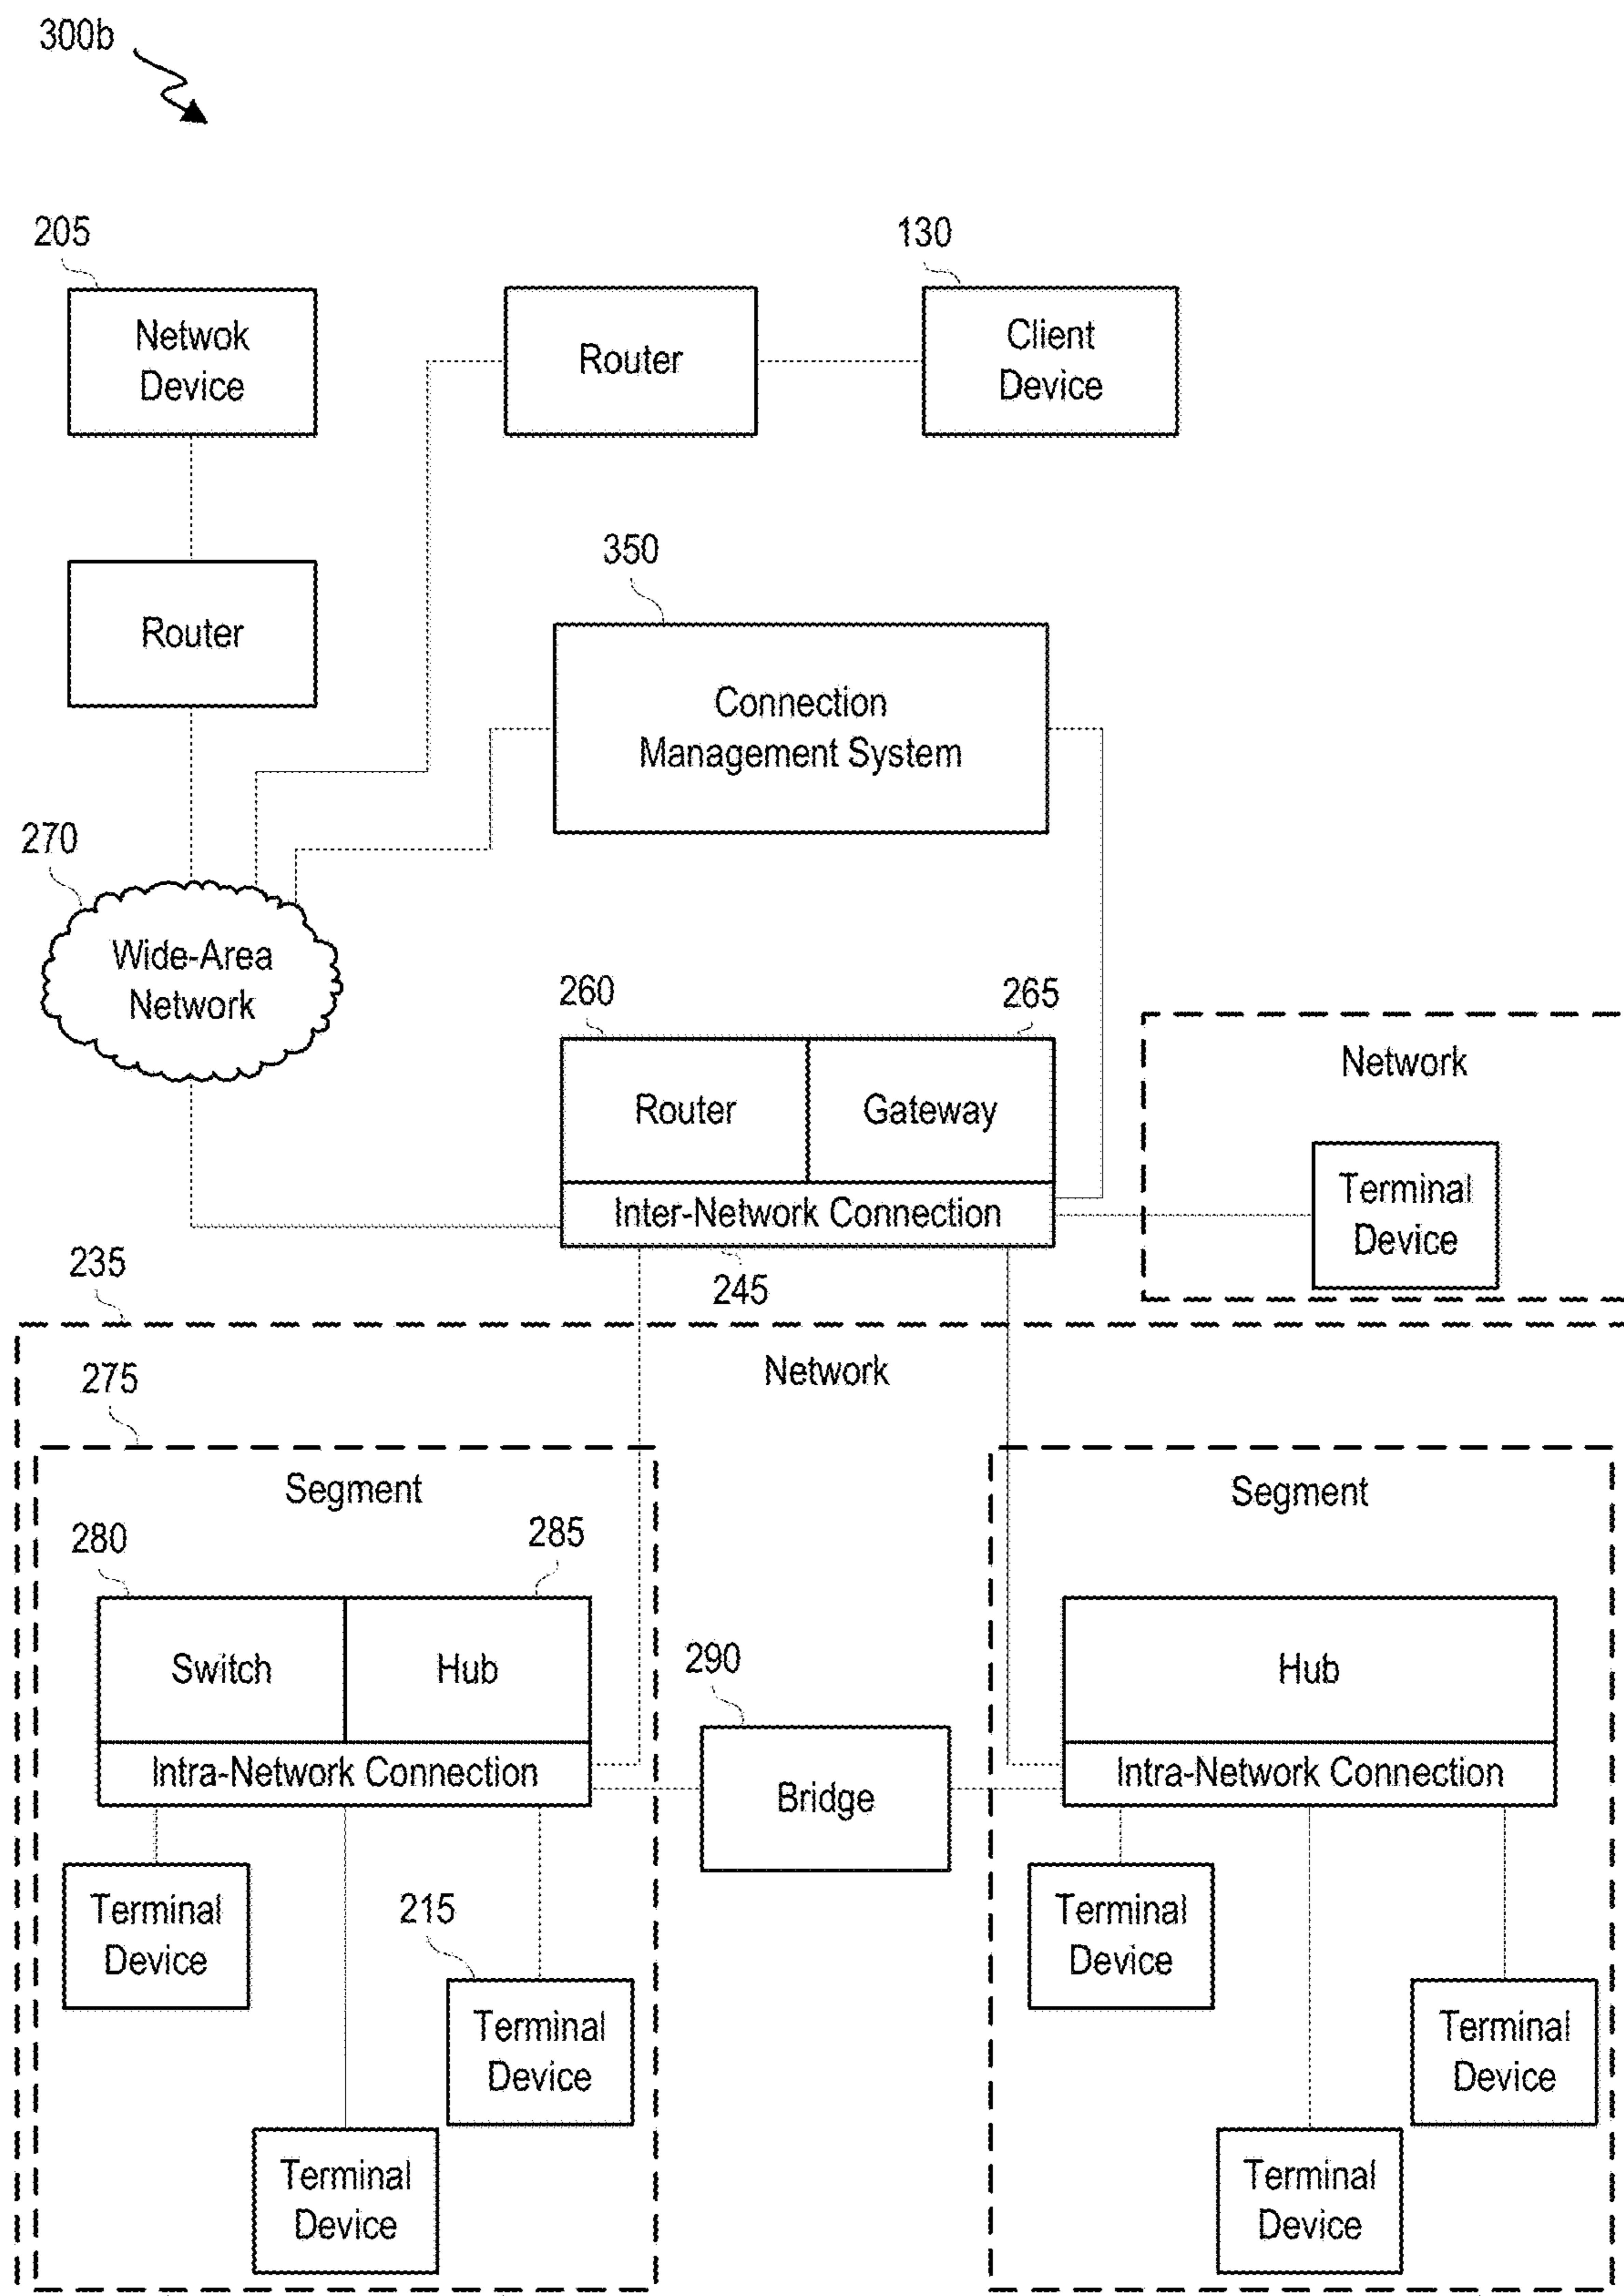 300b
205
130
Netwok
Device
Router
Client
Device
350
Router
Connection
Management System
270
Wide-Area
Network
260
265
Network
Router
Gateway
Terminal
Device
Inter-Network Connection
245
235
Network
275
Segment
Segment
280
285
Switch
Hub
290
Hub
Intra-Network Connection
Bridge
Intra-Network Connection
Terminal
Device
215
Terminal
Device
Terminal
Device
Terminal
Device
Terminal
Device
Terminal
Device